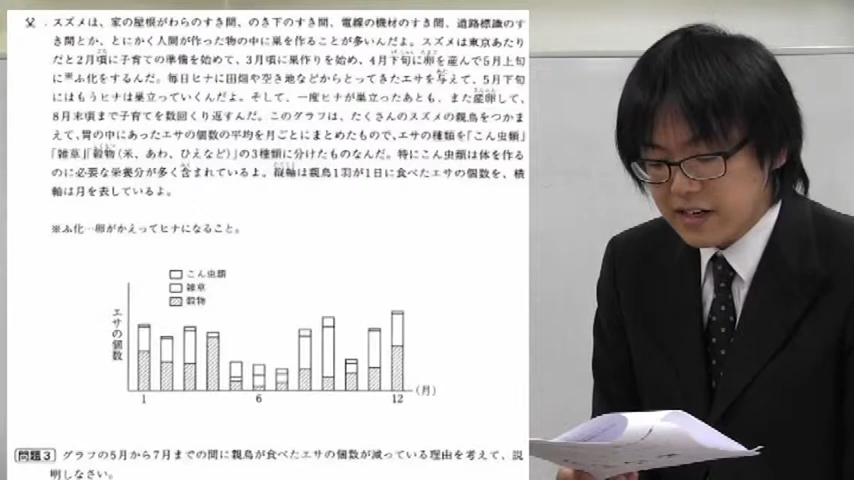 父．スズメは、家の屋根がわらのすき間、のき下のすき間、電線の機材のすき間、道路標識のす
き間とか、とにかく人間が作った物の中に巣を作ることが多いんだよ。スズメは東京あたり
だと2月頃に子育ての準備を始めて、3月頃に巣作りを始め、4月下旬に卵を産んで5月上旬
に※ふ化をするんだ。毎日ヒナに田畑や空き地などからとってきたエサを与えて、5月下旬
にはもうヒナは巣立っていくんだよ。そして、一度ヒナが巣立ったあとも、また産卵して、
8月末頃まで子育てを数回くり返すんだ。このグラフは、たくさんのスズメの親鳥をつかま
えて、胃の中にあったエサの個数の平均を月ごとにまとめたもので、エサの種類を「こん虫類」
「雑草」「穀物（米、あわ、ひえなど）」の3種類に分けたものなんだ。特にこん虫類は体を作る
のに必要な栄養分が多く含まれているよ。縦軸は親鳥1羽が1日に食べたエサの個数を、横
軸は月を表しているよ。
※ふ化…卵がかえってヒナになること。
こん虫類
雑草
穀物
エサの個数
1 6 12 （月）
問題3 グラフの5月から7月までの間に親鳥が食べたエサの個数が減っている理由を考えて、説
明しなさい。